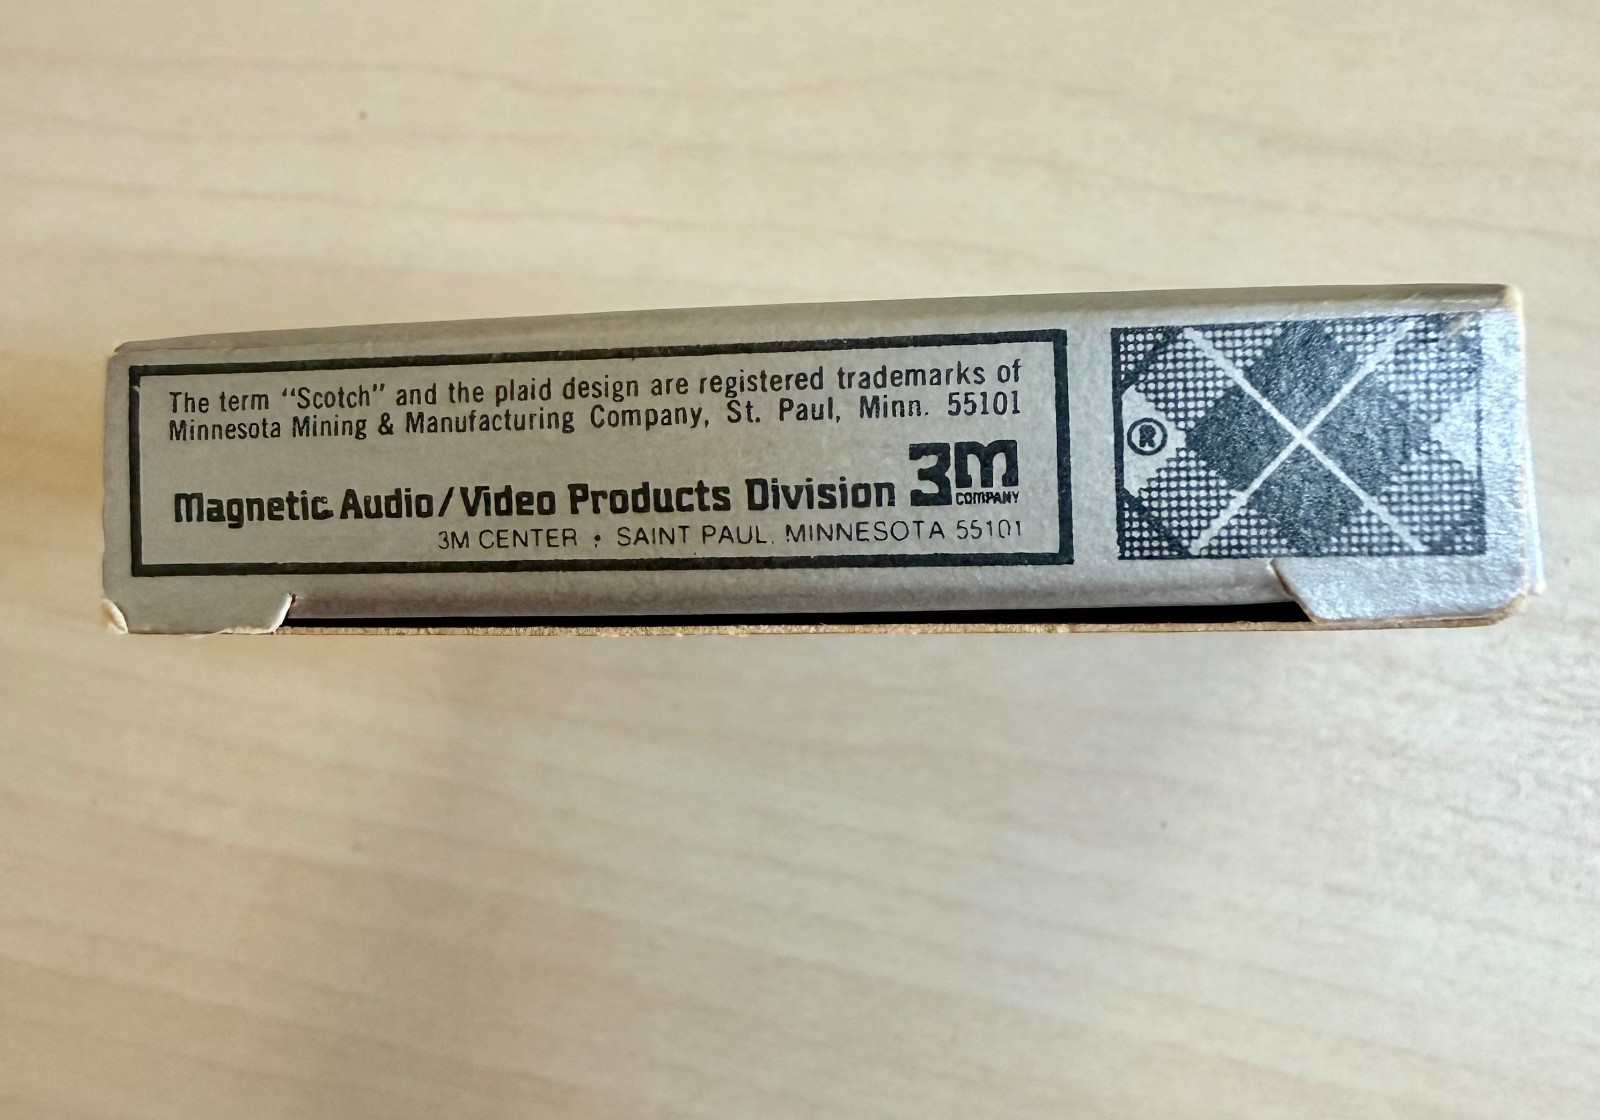 The term “Scotch” and the plaid design are registered trademarks of
Minnesota Mining & Manufacturing Company, St. Paul, Minn. 55101
Magnetic Audio/Video Products Division 3M
COMPANY
3M CENTER • SAINT PAUL, MINNESOTA 55101
®